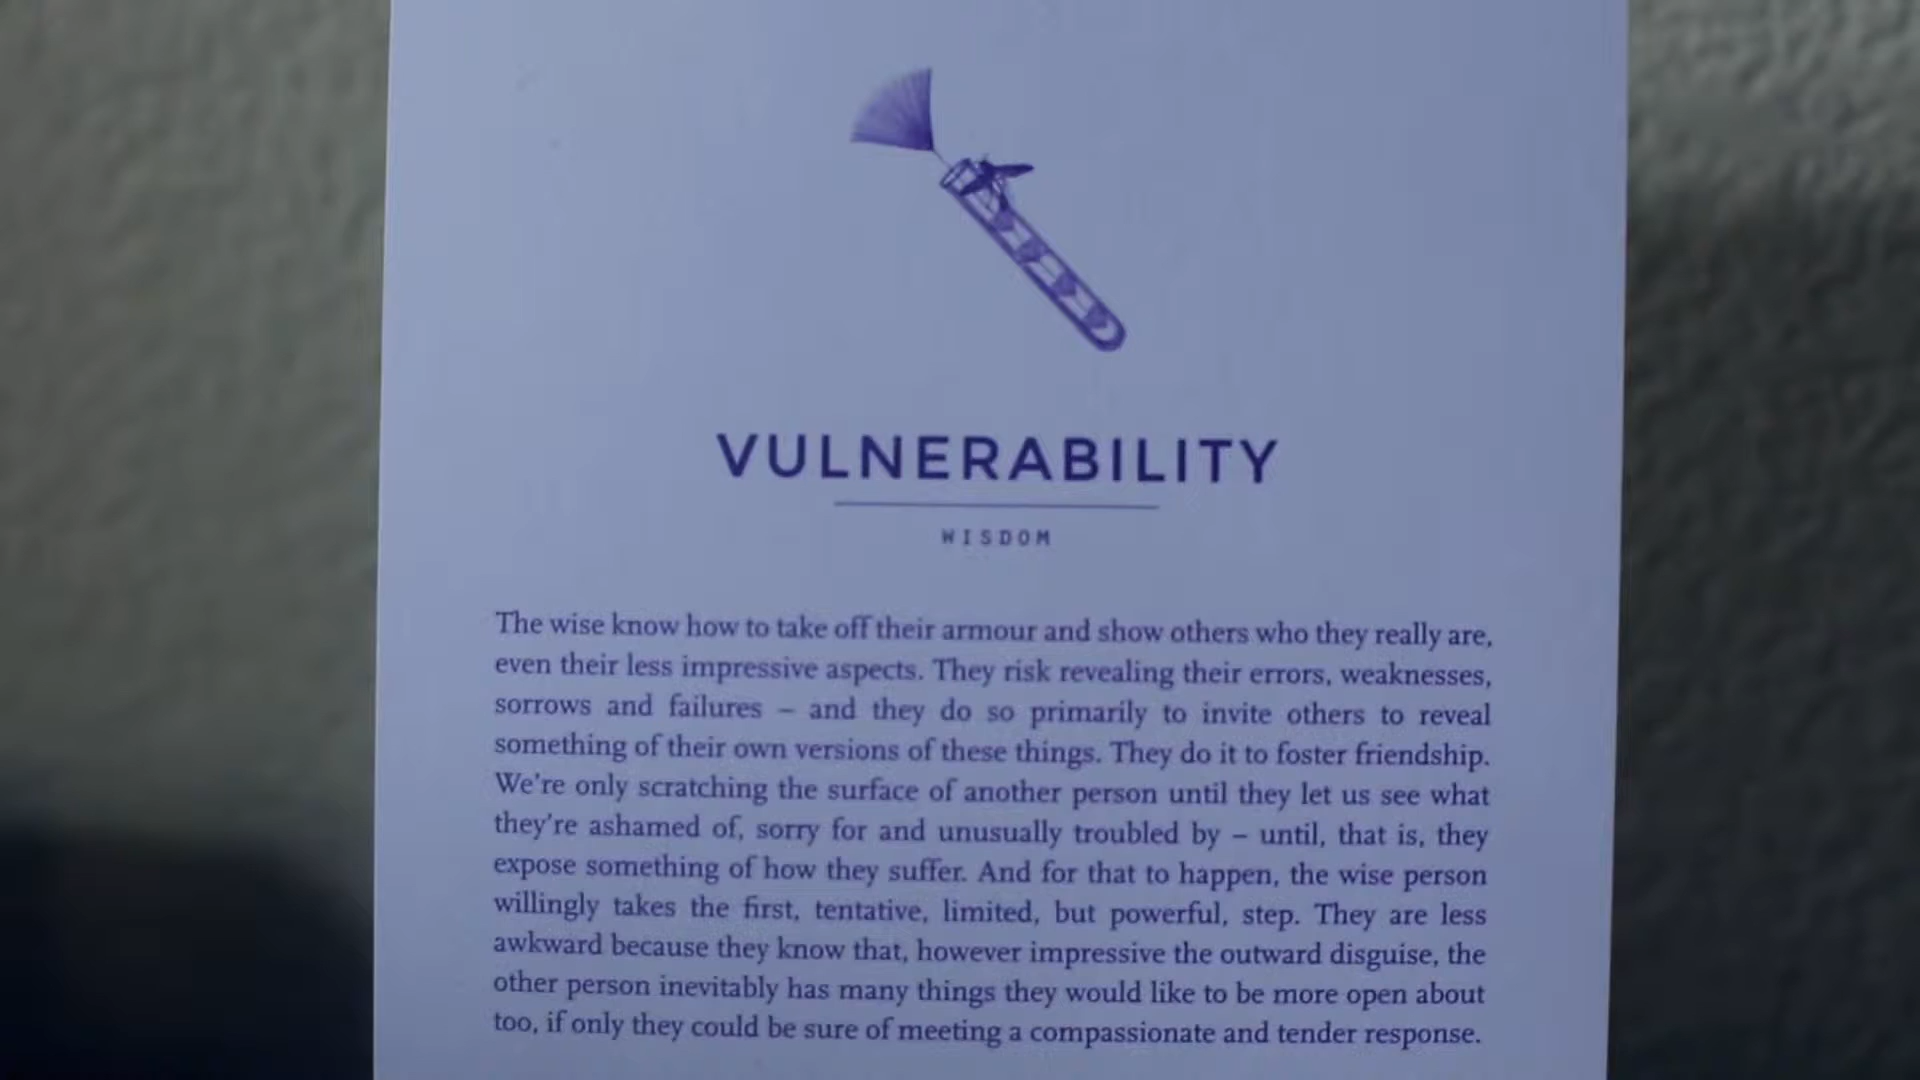 VULNERABILITY
WISDOM
The wise know how to take off their armour and show others who they really are,
even their less impressive aspects. They risk revealing their errors, weaknesses,
sorrows and failures – and they do so primarily to invite others to reveal
something of their own versions of these things. They do it to foster friendship.
We're only scratching the surface of another person until they let us see what
they're ashamed of, sorry for and unusually troubled by – until, that is, they
expose something of how they suffer. And for that to happen, the wise person
willingly takes the first, tentative, limited, but powerful, step. They are less
awkward because they know that, however impressive the outward disguise, the
other person inevitably has many things they would like to be more open about
too, if only they could be sure of meeting a compassionate and tender response.